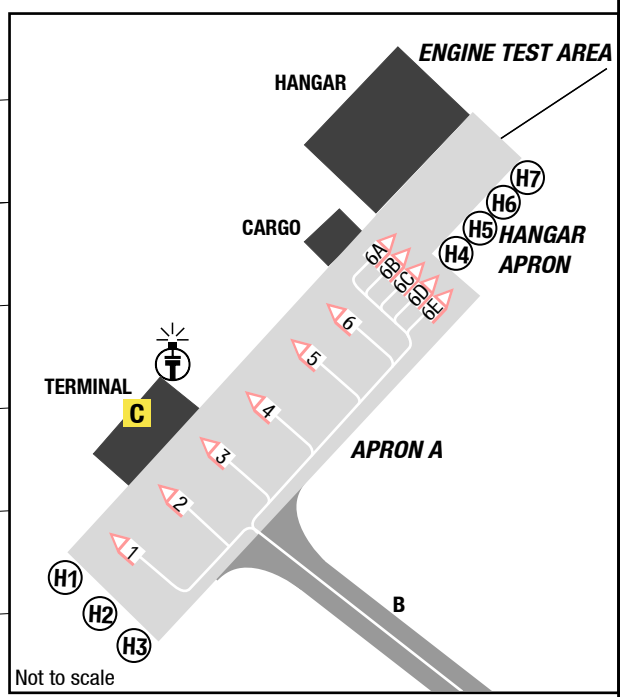 ENGINE TEST AREA
HANGAR
H7
H6
H5
H4
HANGAR
APRON
CARGO
6A
6B
6C
6D
6E
6
5
4
3
2
1
TERMINAL
C
APRON A
H1
H2
H3
B
Not to scale